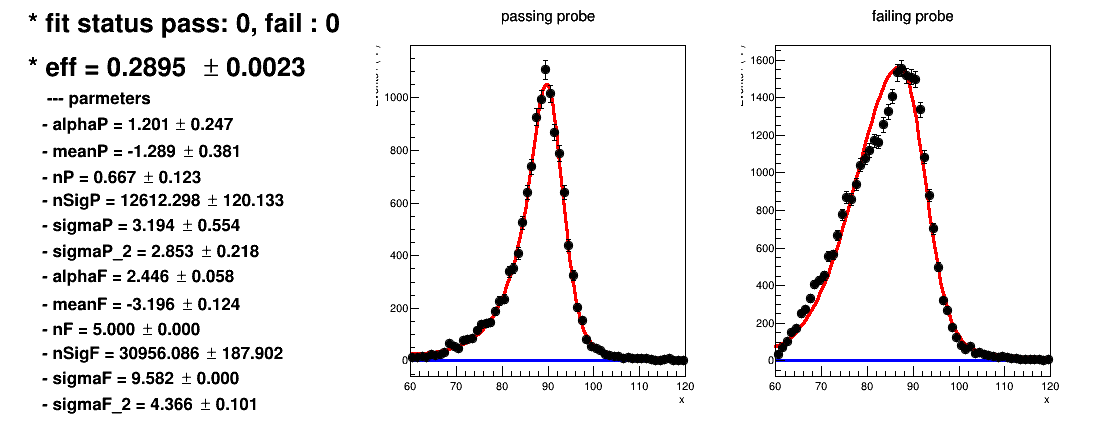 * fit status pass: 0, fail : 0
* eff = 0.2895 ± 0.0023
--- parmeters
- alphaP = 1.201 ± 0.247
- meanP = -1.289 ± 0.381
- nP = 0.667 ± 0.123
- nSigP = 12612.298 ± 120.133
- sigmaP = 3.194 ± 0.554
- sigmaP_2 = 2.853 ± 0.218
- alphaF = 2.446 ± 0.058
- meanF = -3.196 ± 0.124
- nF = 5.000 ± 0.000
- nSigF = 30956.086 ± 187.902
- sigmaF = 9.582 ± 0.000
- sigmaF_2 = 4.366 ± 0.101
passing probe
1000
800
600
400
200
0
60 70 80 90 100 110 120
x
failing probe
1600
1400
1200
1000
800
600
400
200
0
60 70 80 90 100 110 120
x